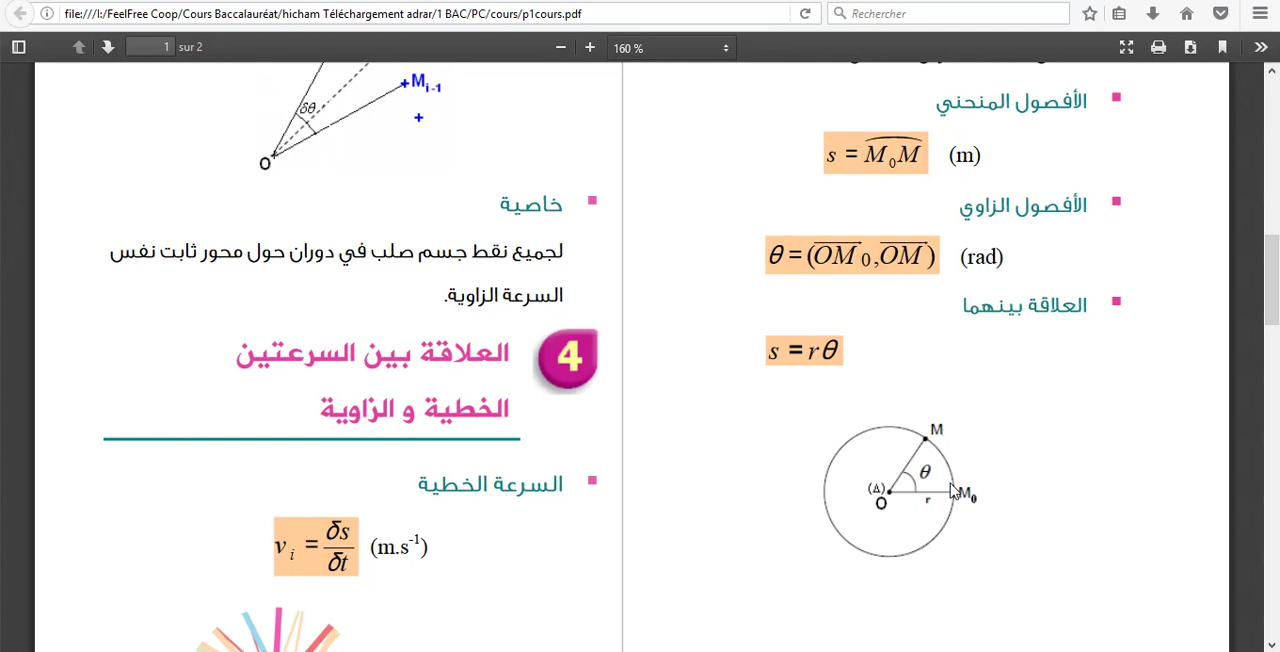 file:///I:/FeelFree Coop/Cours Baccalauréat/hicham Téléchargement adrar/1 BAC/PC/cours/p1cours.pdf
Rechercher
1 sur 2
160 %
الأفصول المنحني
s = M₀M (m)
الأفصول الزاوي
θ = (OM₀, OM) (rad)
العلاقة بينهما
s = rθ
M
θ
(Δ)
O
r
M₀
δθ
M i-1
O
خاصية
لجميع نقط جسم صلب في دوران حول محور ثابت نفس
السرعة الزاوية.
4
العلاقة بين السرعتين
الخطية و الزاوية
السرعة الخطية
v i = δs/δt (m.s⁻¹)